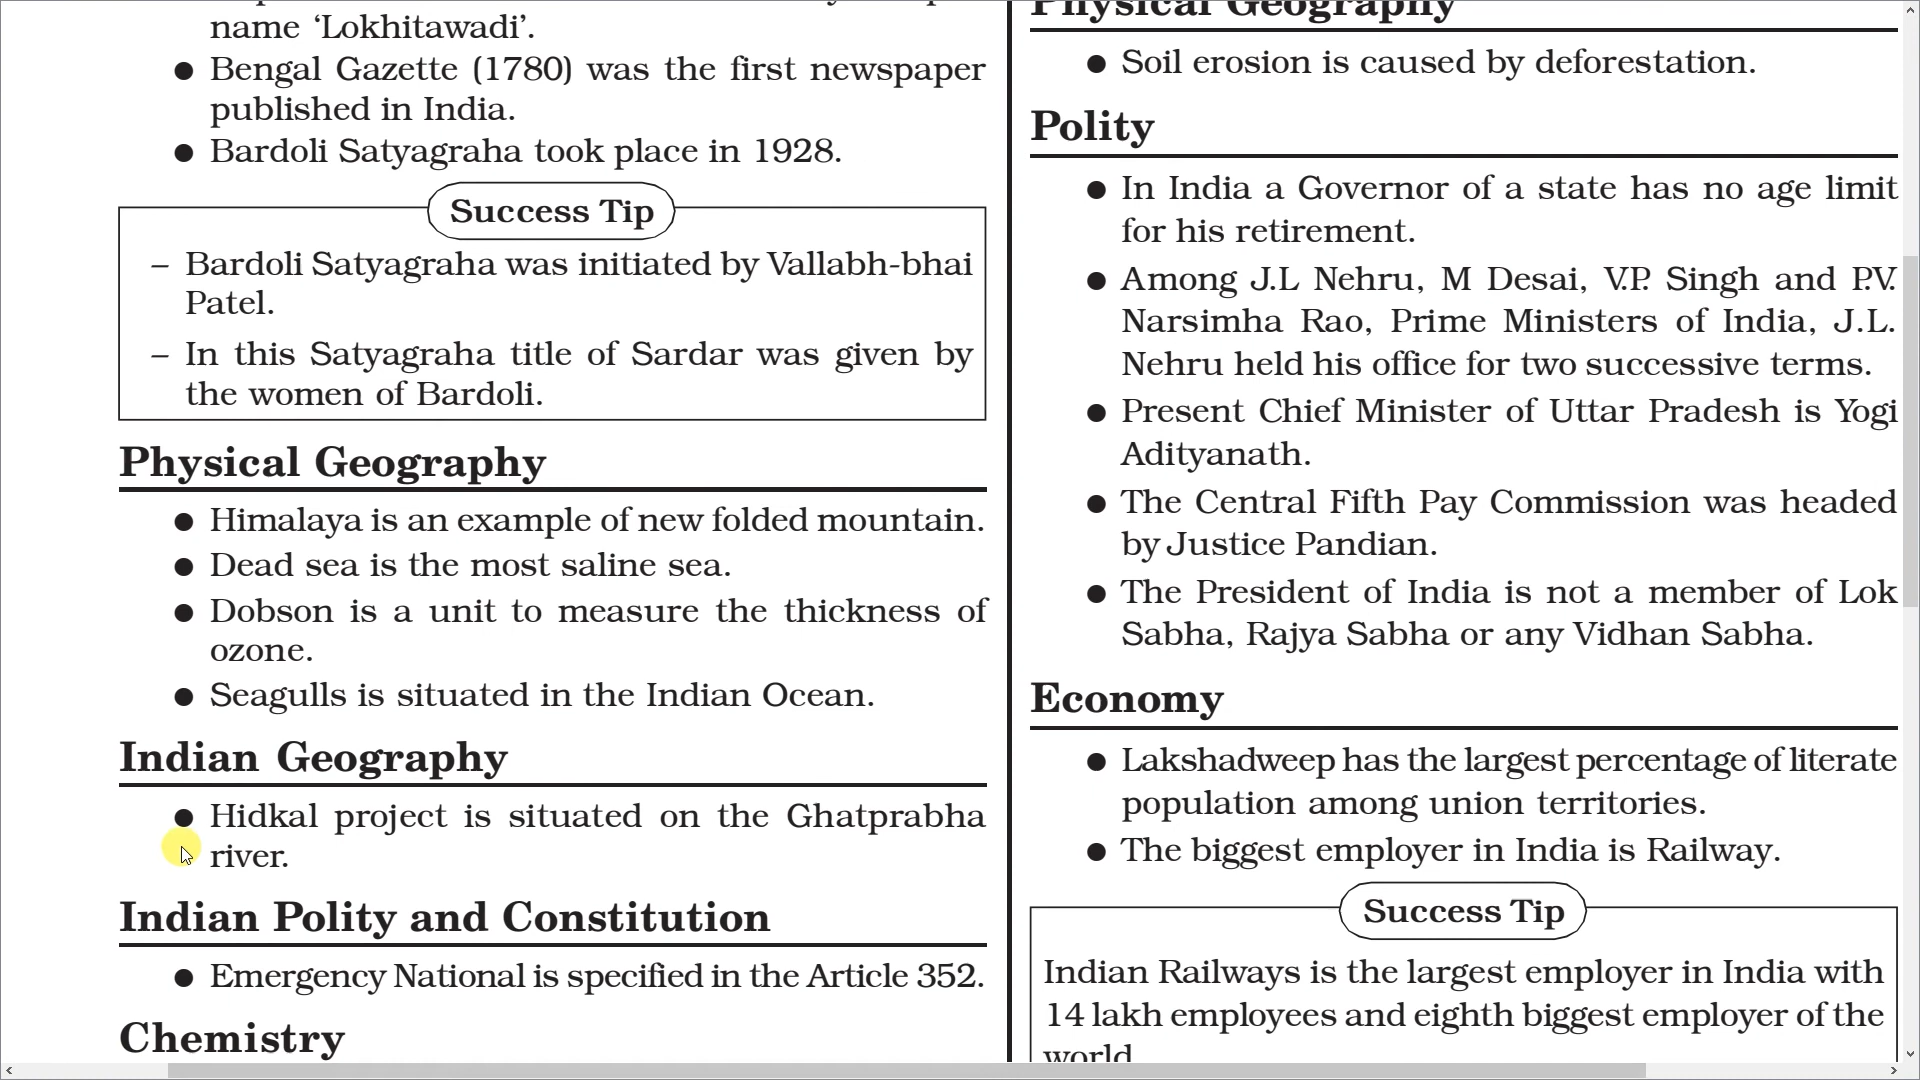 name ‘Lokhitawadi’.
● Bengal Gazette (1780) was the first newspaper
published in India.
● Bardoli Satyagraha took place in 1928.
Success Tip
– Bardoli Satyagraha was initiated by Vallabh-bhai
Patel.
– In this Satyagraha title of Sardar was given by
the women of Bardoli.
Physical Geography
● Himalaya is an example of new folded mountain.
● Dead sea is the most saline sea.
● Dobson is a unit to measure the thickness of
ozone.
● Seagulls is situated in the Indian Ocean.
Indian Geography
● Hidkal project is situated on the Ghatprabha
river.
Indian Polity and Constitution
● Emergency National is specified in the Article 352.
Chemistry
Physical Geography
● Soil erosion is caused by deforestation.
Polity
● In India a Governor of a state has no age limit
for his retirement.
● Among J.L Nehru, M Desai, V.P. Singh and P.V.
Narsimha Rao, Prime Ministers of India, J.L.
Nehru held his office for two successive terms.
● Present Chief Minister of Uttar Pradesh is Yogi
Adityanath.
● The Central Fifth Pay Commission was headed
by Justice Pandian.
● The President of India is not a member of Lok
Sabha, Rajya Sabha or any Vidhan Sabha.
Economy
● Lakshadweep has the largest percentage of literate
population among union territories.
● The biggest employer in India is Railway.
Success Tip
Indian Railways is the largest employer in India with
14 lakh employees and eighth biggest employer of the
world